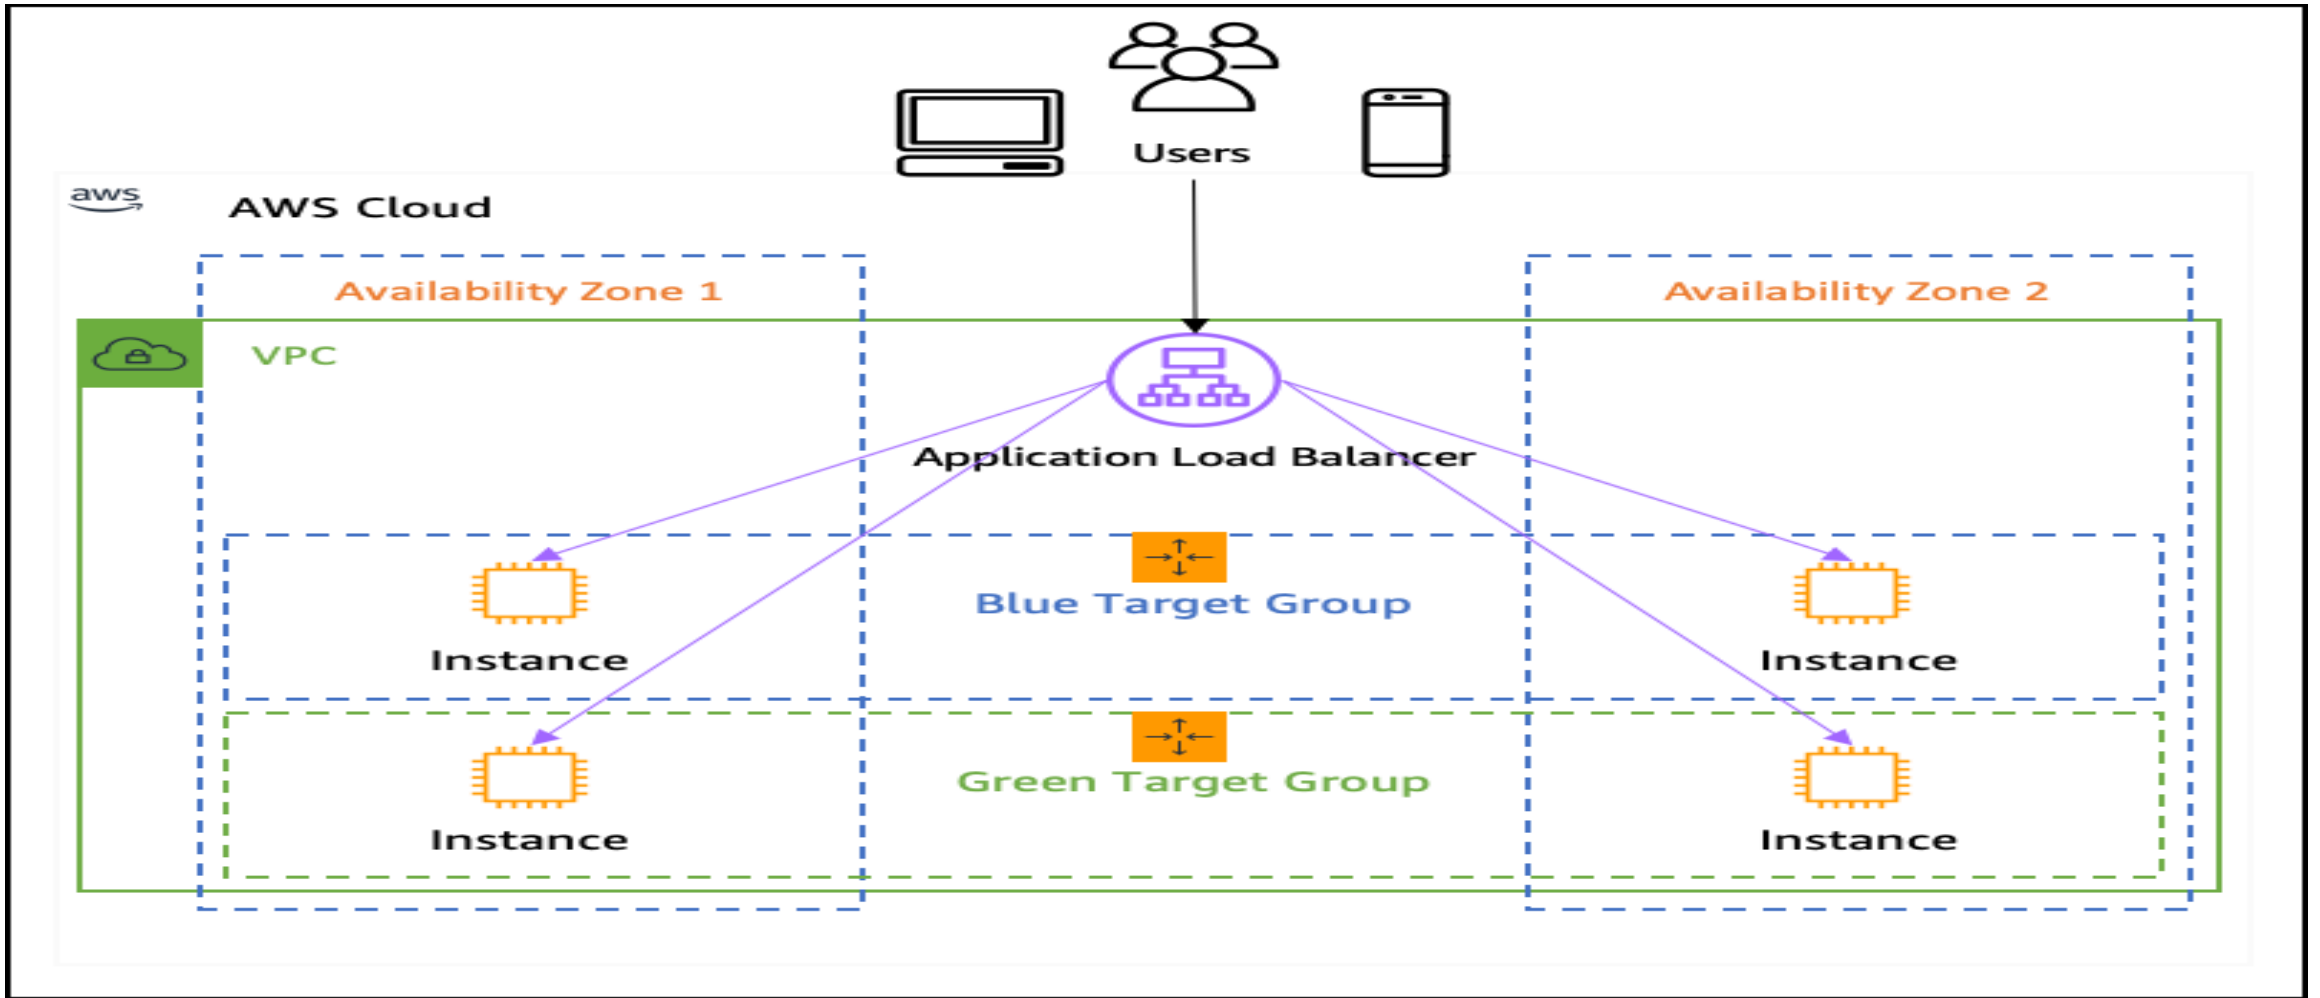 Users
aws
AWS Cloud
Availability Zone 1
Availability Zone 2
VPC
Application Load Balancer
Blue Target Group
Instance
Instance
Green Target Group
Instance
Instance